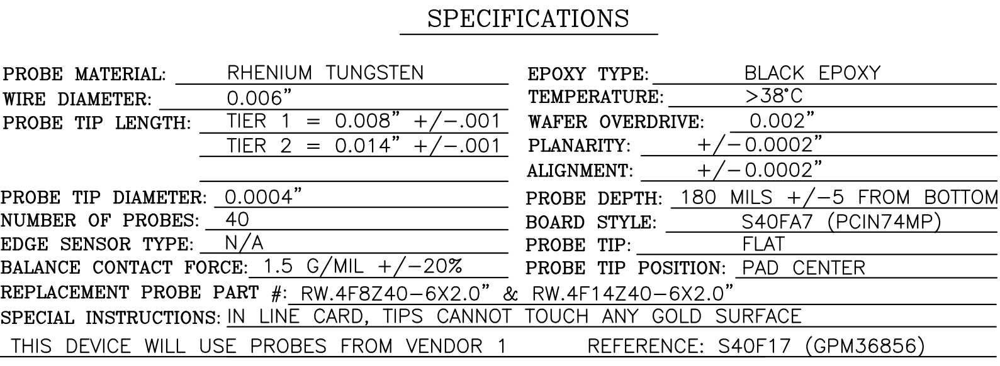 SPECIFICATIONS
PROBE MATERIAL: RHENIUM TUNGSTEN
WIRE DIAMETER: 0.006"
PROBE TIP LENGTH: TIER 1 = 0.008" +/-.001
TIER 2 = 0.014" +/-.001
PROBE TIP DIAMETER: 0.0004"
NUMBER OF PROBES: 40
EDGE SENSOR TYPE: N/A
BALANCE CONTACT FORCE: 1.5 G/MIL +/-20%
EPOXY TYPE: BLACK EPOXY
TEMPERATURE: >38°C
WAFER OVERDRIVE: 0.002"
PLANARITY: +/-0.0002"
ALIGNMENT: +/-0.0002"
PROBE DEPTH: 180 MILS +/-5 FROM BOTTOM
BOARD STYLE: S40FA7 (PCIN74MP)
PROBE TIP: FLAT
PROBE TIP POSITION: PAD CENTER
REPLACEMENT PROBE PART #: RW.4F8Z40-6X2.0" & RW.4F14Z40-6X2.0"
SPECIAL INSTRUCTIONS: IN LINE CARD, TIPS CANNOT TOUCH ANY GOLD SURFACE
THIS DEVICE WILL USE PROBES FROM VENDOR 1 REFERENCE: S40F17 (GPM36856)